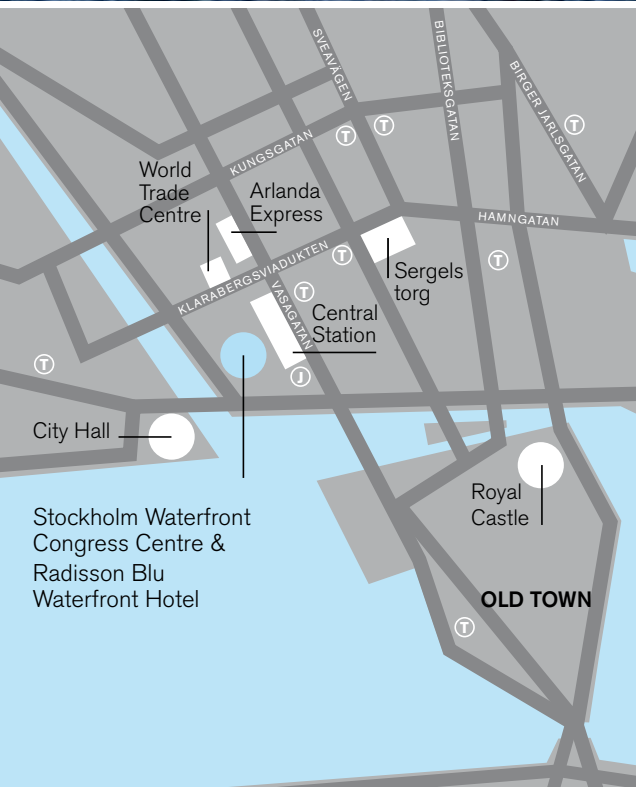 SVEAVÄGEN
BIBLIOTEKSGATAN
BIRGER JARLSGATAN
T
T
T
KUNGSGATAN
World
Trade
Centre
Arlanda
Express
HAMNGATAN
KLARABERGSVIADUKTEN
T
T
Sergels
torg
VASAGATAN
T
Central
Station
T
J
City Hall
Royal
Castle
Stockholm Waterfront
Congress Centre &
Radisson Blu
Waterfront Hotel
OLD TOWN
T